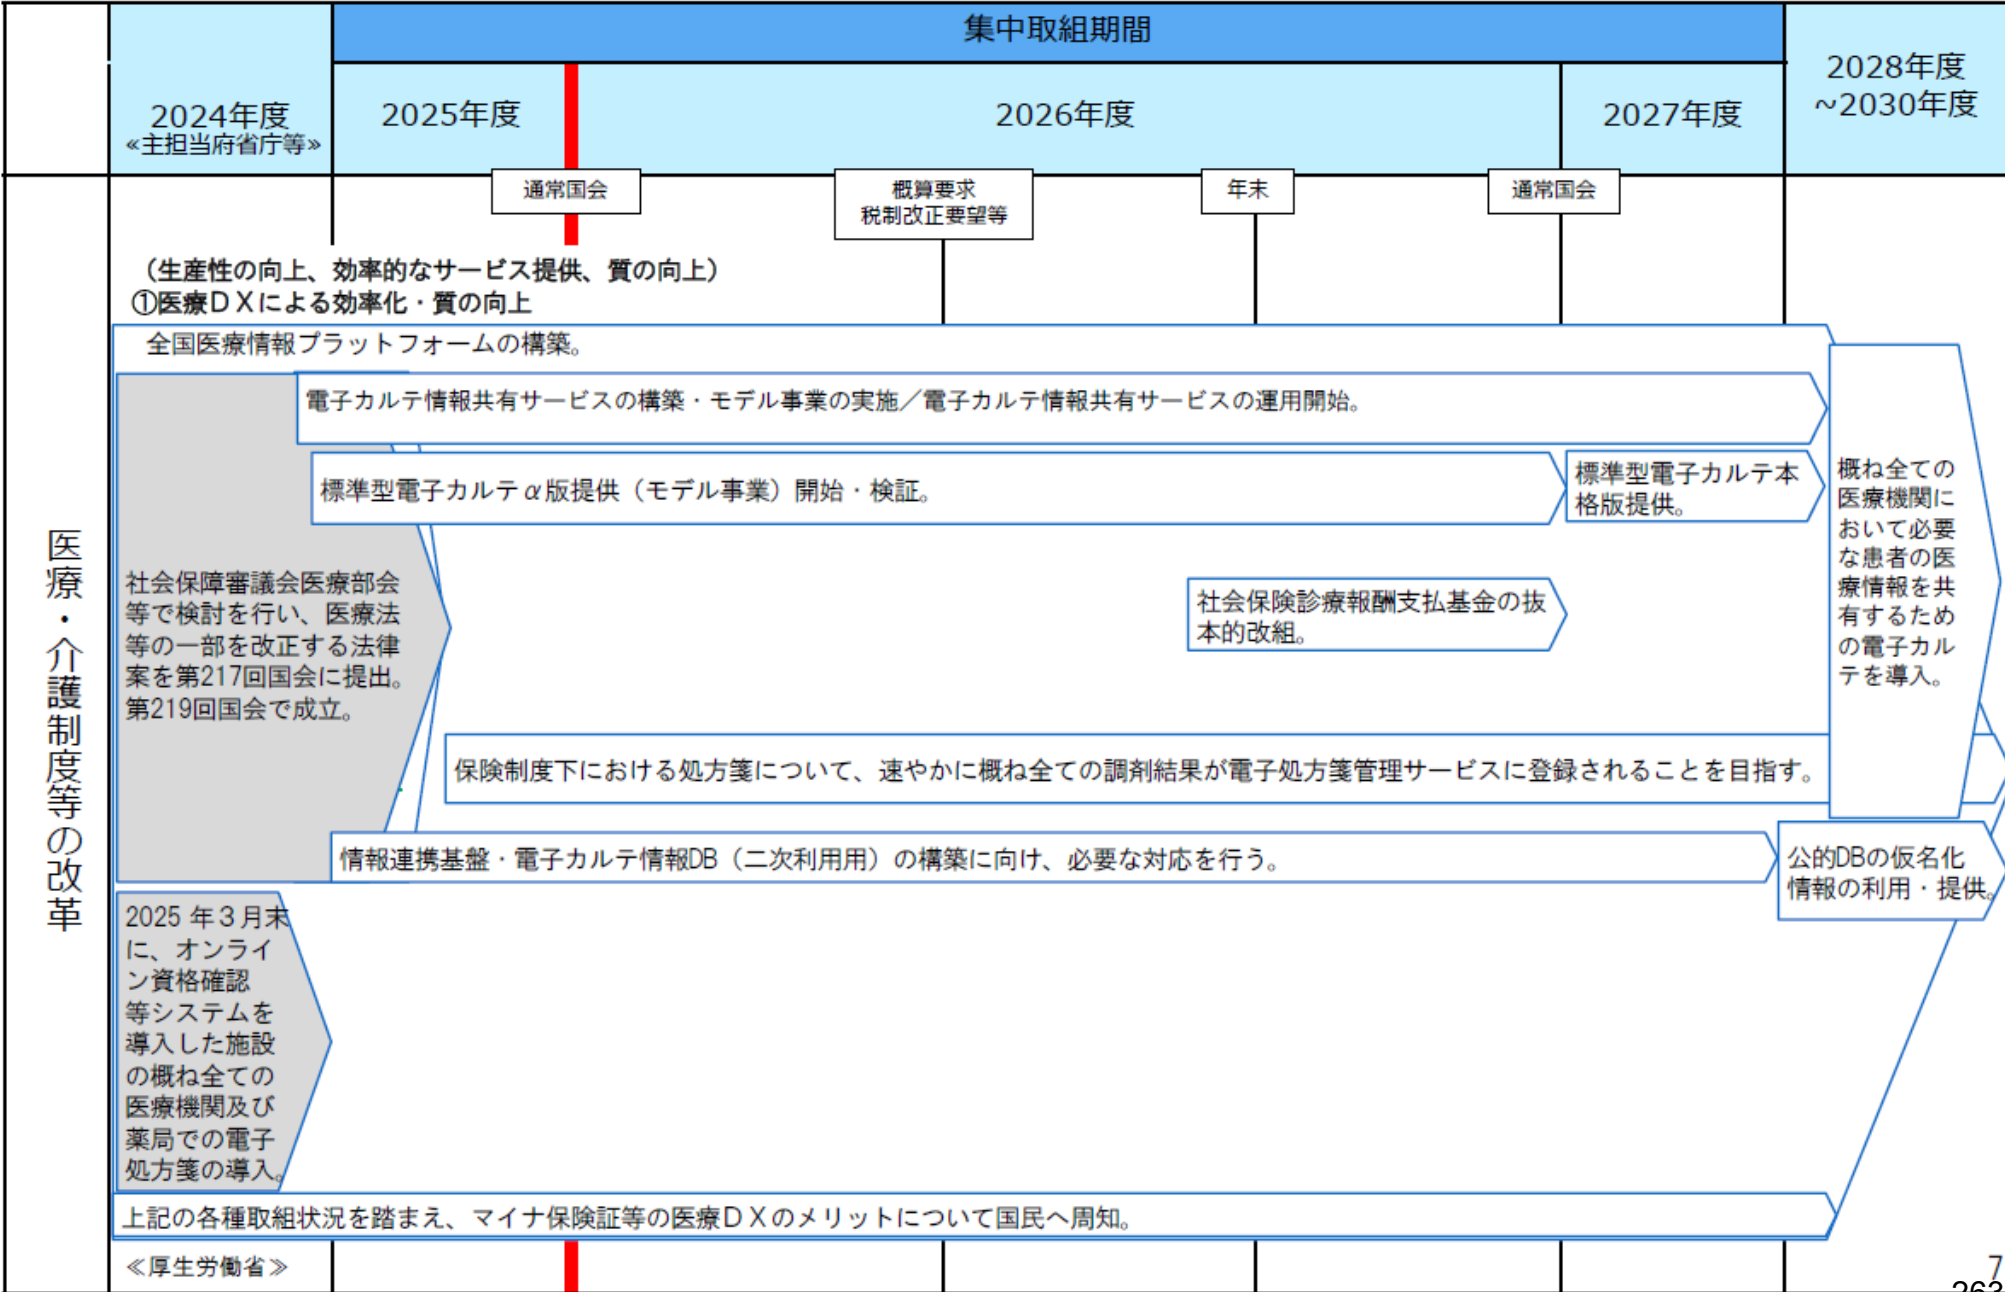 集中取組期間
2024年度
≪主担当府省庁等≫
2025年度
2026年度
2027年度
2028年度
~2030年度
通常国会
概算要求
税制改正要望等
年末
通常国会
医療・介護制度等の改革
（生産性の向上、効率的なサービス提供、質の向上）
①医療ＤＸによる効率化・質の向上
全国医療情報プラットフォームの構築。
電子カルテ情報共有サービスの構築・モデル事業の実施／電子カルテ情報共有サービスの運用開始。
標準型電子カルテα版提供（モデル事業）開始・検証。
標準型電子カルテ本
格版提供。
概ね全ての
医療機関に
おいて必要
な患者の医
療情報を共
有するため
の電子カル
テを導入。
社会保障審議会医療部会
等で検討を行い、医療法
等の一部を改正する法律
案を第217回国会に提出。
第219回国会で成立。
社会保険診療報酬支払基金の抜
本的改組。
保険制度下における処方箋について、速やかに概ね全ての調剤結果が電子処方箋管理サービスに登録されることを目指す。
情報連携基盤・電子カルテ情報DB（二次利用用）の構築に向け、必要な対応を行う。
公的DBの仮名化
情報の利用・提供。
2025 年３月末
に、オンライ
ン資格確認
等システムを
導入した施設
の概ね全ての
医療機関及び
薬局での電子
処方箋の導入。
上記の各種取組状況を踏まえ、マイナ保険証等の医療ＤＸのメリットについて国民へ周知。
≪厚生労働省≫
7
263